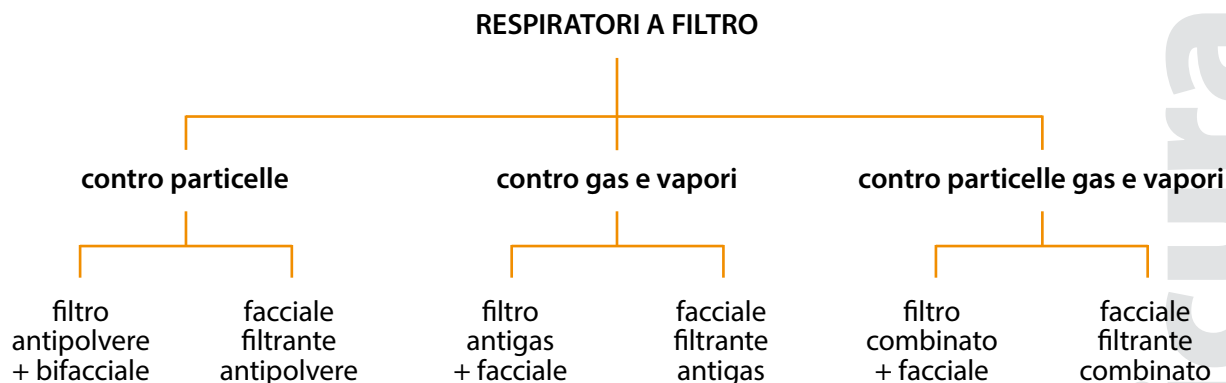 RESPIRATORI A FILTRO
contro particelle
contro gas e vapori
contro particelle gas e vapori
filtro
antipolvere
+ bifacciale
facciale
filtrante
antipolvere
filtro
antigas
+ facciale
facciale
filtrante
antigas
filtro
combinato
+ facciale
facciale
filtrante
combinato